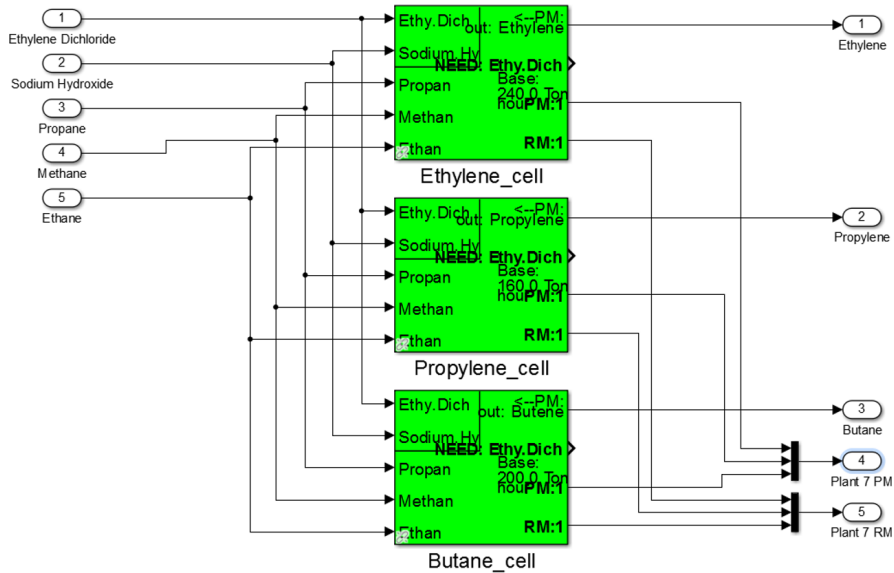 1
Ethylene Dichloride
2
Sodium Hydroxide
3
Propane
4
Methane
5
Ethane
Ethy.Dich
Sodium.Hy
Propan
Methan
Ethan
<--PM:
out: Ethylene
NEED: Ethy.Dich
Base:
240.0 Ton
hou
PM:1
RM:1
Ethylene_cell
Ethy.Dich
Sodium.Hy
Propan
Methan
Ethan
<--PM:
out: Propylene
NEED: Ethy.Dich
Base:
160.0 Ton
hou
PM:1
RM:1
Propylene_cell
Ethy.Dich
Sodium.Hy
Propan
Methan
Ethan
<--PM:
out: Butene
NEED: Ethy.Dich
Base:
200.0 Ton
hou
PM:1
RM:1
Butane_cell
1
Ethylene
2
Propylene
3
Butane
4
Plant 7 PM
5
Plant 7 RM